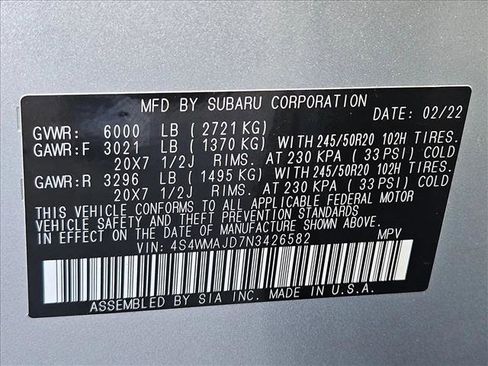 MFD BY SUBARU CORPORATION
DATE: 02/22
GVWR: 6000 LB (2721 KG)
GAWR:F 3021 LB (1370 KG) WITH 245/50R20 102H TIRES.
20X7 1/2J RIMS. AT 230 KPA (33 PSI) COLD
GAWR:R 3296 LB (1495 KG) WITH 245/50R20 102H TIRES.
20X7 1/2J RIMS. AT 230 KPA (33 PSI) COLD
THIS VEHICLE CONFORMS TO ALL APPLICABLE FEDERAL MOTOR
VEHICLE SAFETY AND THEFT PREVENTION STANDARDS
IN EFFECT ON THE DATE OF MANUFACTURE SHOWN ABOVE.
VIN: 4S4WMAJD7N3426582 MPV
ASSEMBLED BY SIA INC. MADE IN U.S.A.